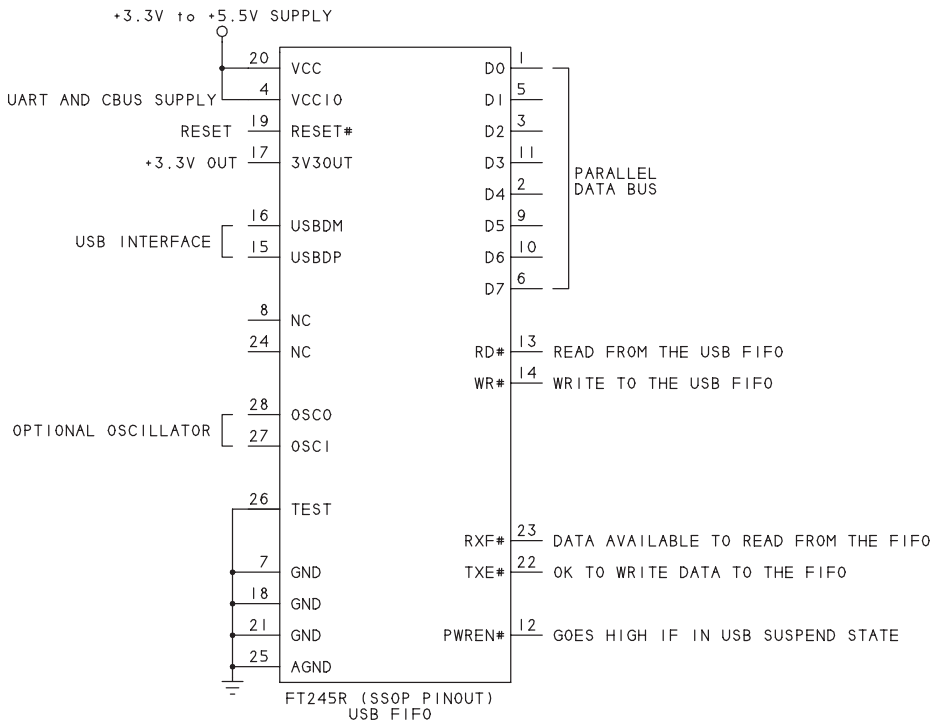 +3.3V to +5.5V SUPPLY
20 VCC D0 1
UART AND CBUS SUPPLY 4 VCCIO D1 5
RESET 19 RESET# D2 3
+3.3V OUT 17 3V3OUT D3 11
PARALLEL
DATA BUS
D4 2
16 USBDM D5 9
USB INTERFACE
15 USBDP D6 10
D7 6
8 NC
24 NC RD# 13 READ FROM THE USB FIFO
WR# 14 WRITE TO THE USB FIFO
28 OSCO
OPTIONAL OSCILLATOR
27 OSCI
26 TEST
RXF# 23 DATA AVAILABLE TO READ FROM THE FIFO
7 GND TXE# 22 OK TO WRITE DATA TO THE FIFO
18 GND
21 GND PWREN# 12 GOES HIGH IF IN USB SUSPEND STATE
25 AGND
FT245R (SSOP PINOUT)
USB FIFO